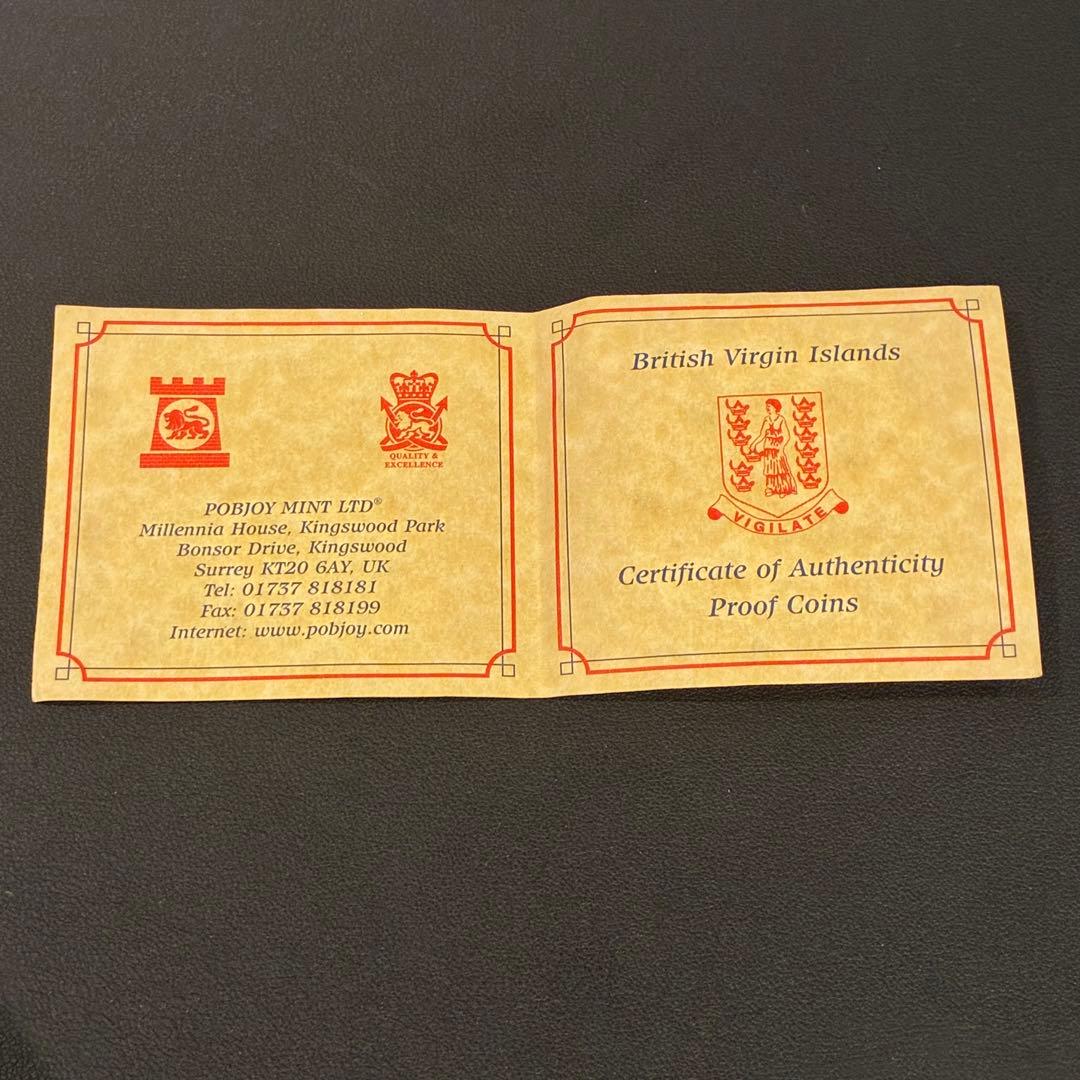 QUALITY &
EXCELLENCE
POBJOY MINT LTD®
Millennia House, Kingswood Park
Bonsor Drive, Kingswood
Surrey KT20 6AY, UK
Tel: 01737 818181
Fax: 01737 818199
Internet: www.pobjoy.com
British Virgin Islands
VIGILATE
Certificate of Authenticity
Proof Coins